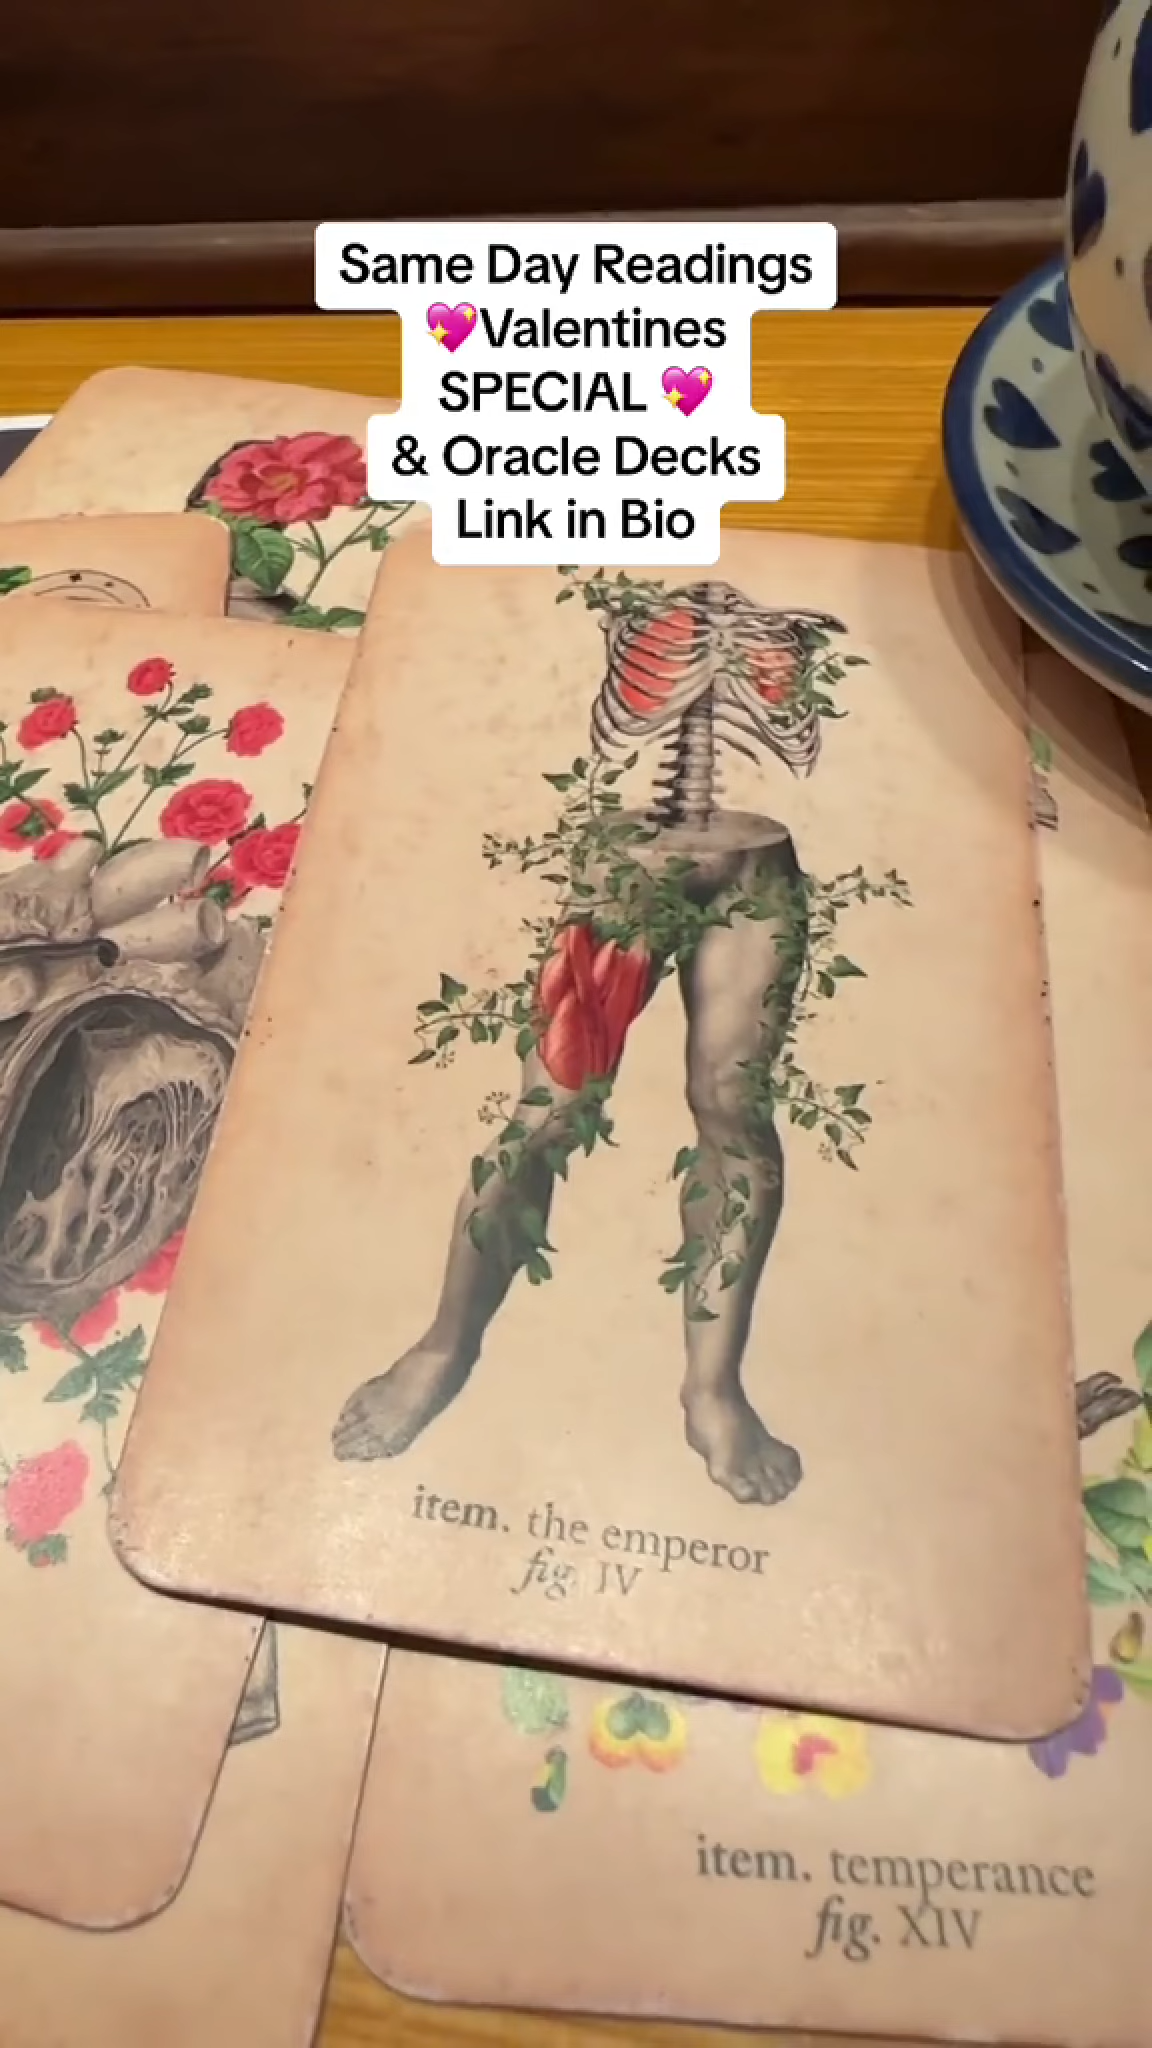 Same Day Readings
💖Valentines
SPECIAL 💖
& Oracle Decks
Link in Bio
item. the emperor
fig. IV
item. temperance
fig. XIV